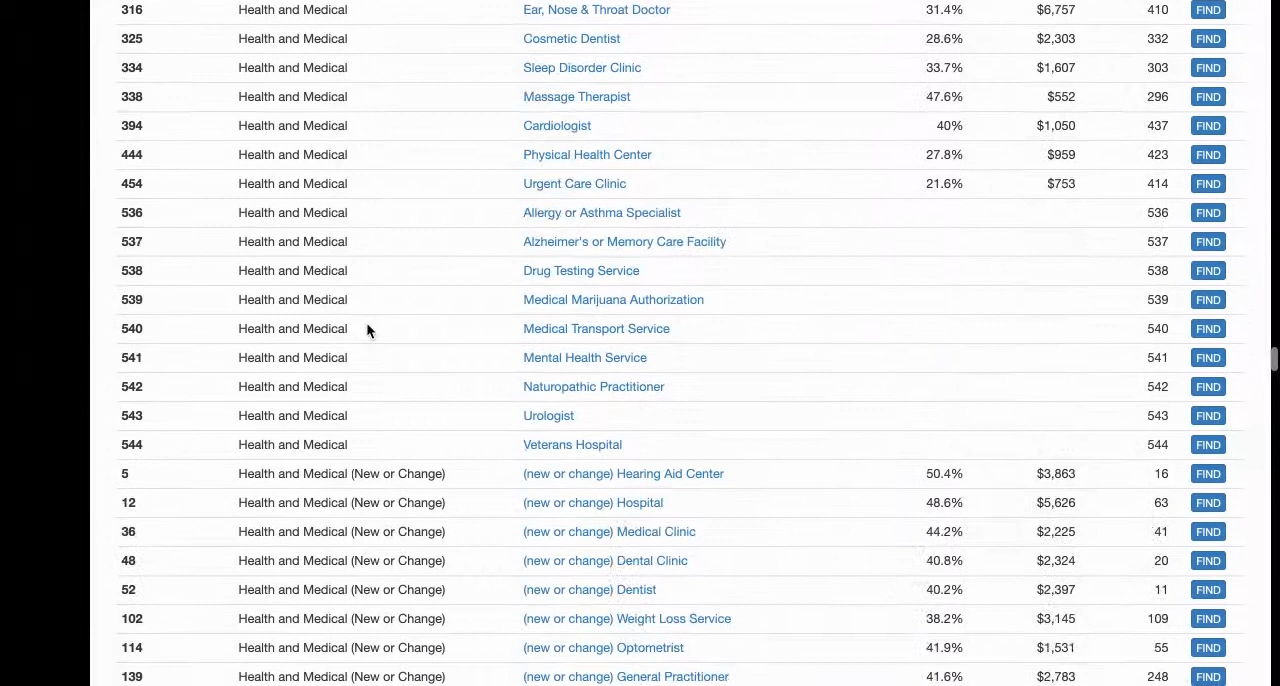 316 Health and Medical Ear, Nose & Throat Doctor 31.4% $6,757 410 FIND
325 Health and Medical Cosmetic Dentist 28.6% $2,303 332 FIND
334 Health and Medical Sleep Disorder Clinic 33.7% $1,607 303 FIND
338 Health and Medical Massage Therapist 47.6% $552 296 FIND
394 Health and Medical Cardiologist 40% $1,050 437 FIND
444 Health and Medical Physical Health Center 27.8% $959 423 FIND
454 Health and Medical Urgent Care Clinic 21.6% $753 414 FIND
536 Health and Medical Allergy or Asthma Specialist 536 FIND
537 Health and Medical Alzheimer's or Memory Care Facility 537 FIND
538 Health and Medical Drug Testing Service 538 FIND
539 Health and Medical Medical Marijuana Authorization 539 FIND
540 Health and Medical Medical Transport Service 540 FIND
541 Health and Medical Mental Health Service 541 FIND
542 Health and Medical Naturopathic Practitioner 542 FIND
543 Health and Medical Urologist 543 FIND
544 Health and Medical Veterans Hospital 544 FIND
5 Health and Medical (New or Change) (new or change) Hearing Aid Center 50.4% $3,863 16 FIND
12 Health and Medical (New or Change) (new or change) Hospital 48.6% $5,626 63 FIND
36 Health and Medical (New or Change) (new or change) Medical Clinic 44.2% $2,225 41 FIND
48 Health and Medical (New or Change) (new or change) Dental Clinic 40.8% $2,324 20 FIND
52 Health and Medical (New or Change) (new or change) Dentist 40.2% $2,397 11 FIND
102 Health and Medical (New or Change) (new or change) Weight Loss Service 38.2% $3,145 109 FIND
114 Health and Medical (New or Change) (new or change) Optometrist 41.9% $1,531 55 FIND
139 Health and Medical (New or Change) (new or change) General Practitioner 41.6% $2,783 248 FIND